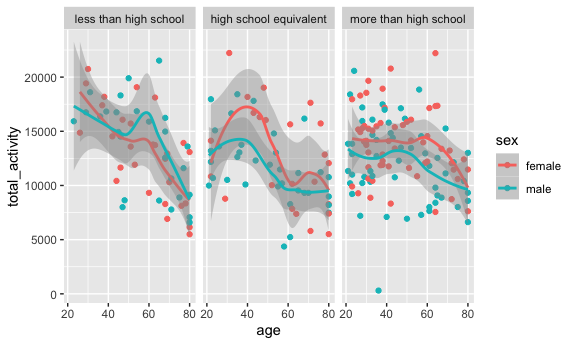 less than high school high school equivalent more than high school
20000
15000
10000
5000
0
total_activity
20 40 60 80 20 40 60 80 20 40 60 80
age
sex
female
male